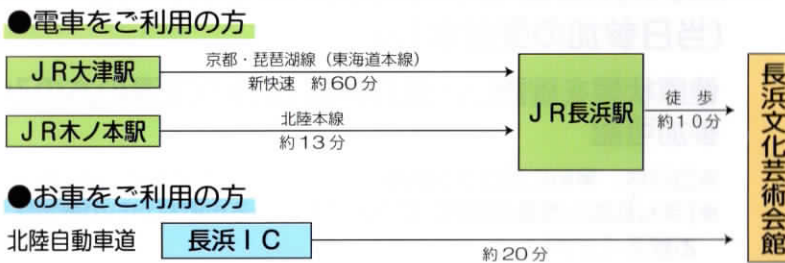 ●電車をご利用の方
JR大津駅
京都・琵琶湖線（東海道本線）
新快速 約60分
JR木ノ本駅
北陸本線
約13分
JR長浜駅
徒歩
約10分
長浜文化芸術会館
●お車をご利用の方
北陸自動車道
長浜IC
約20分